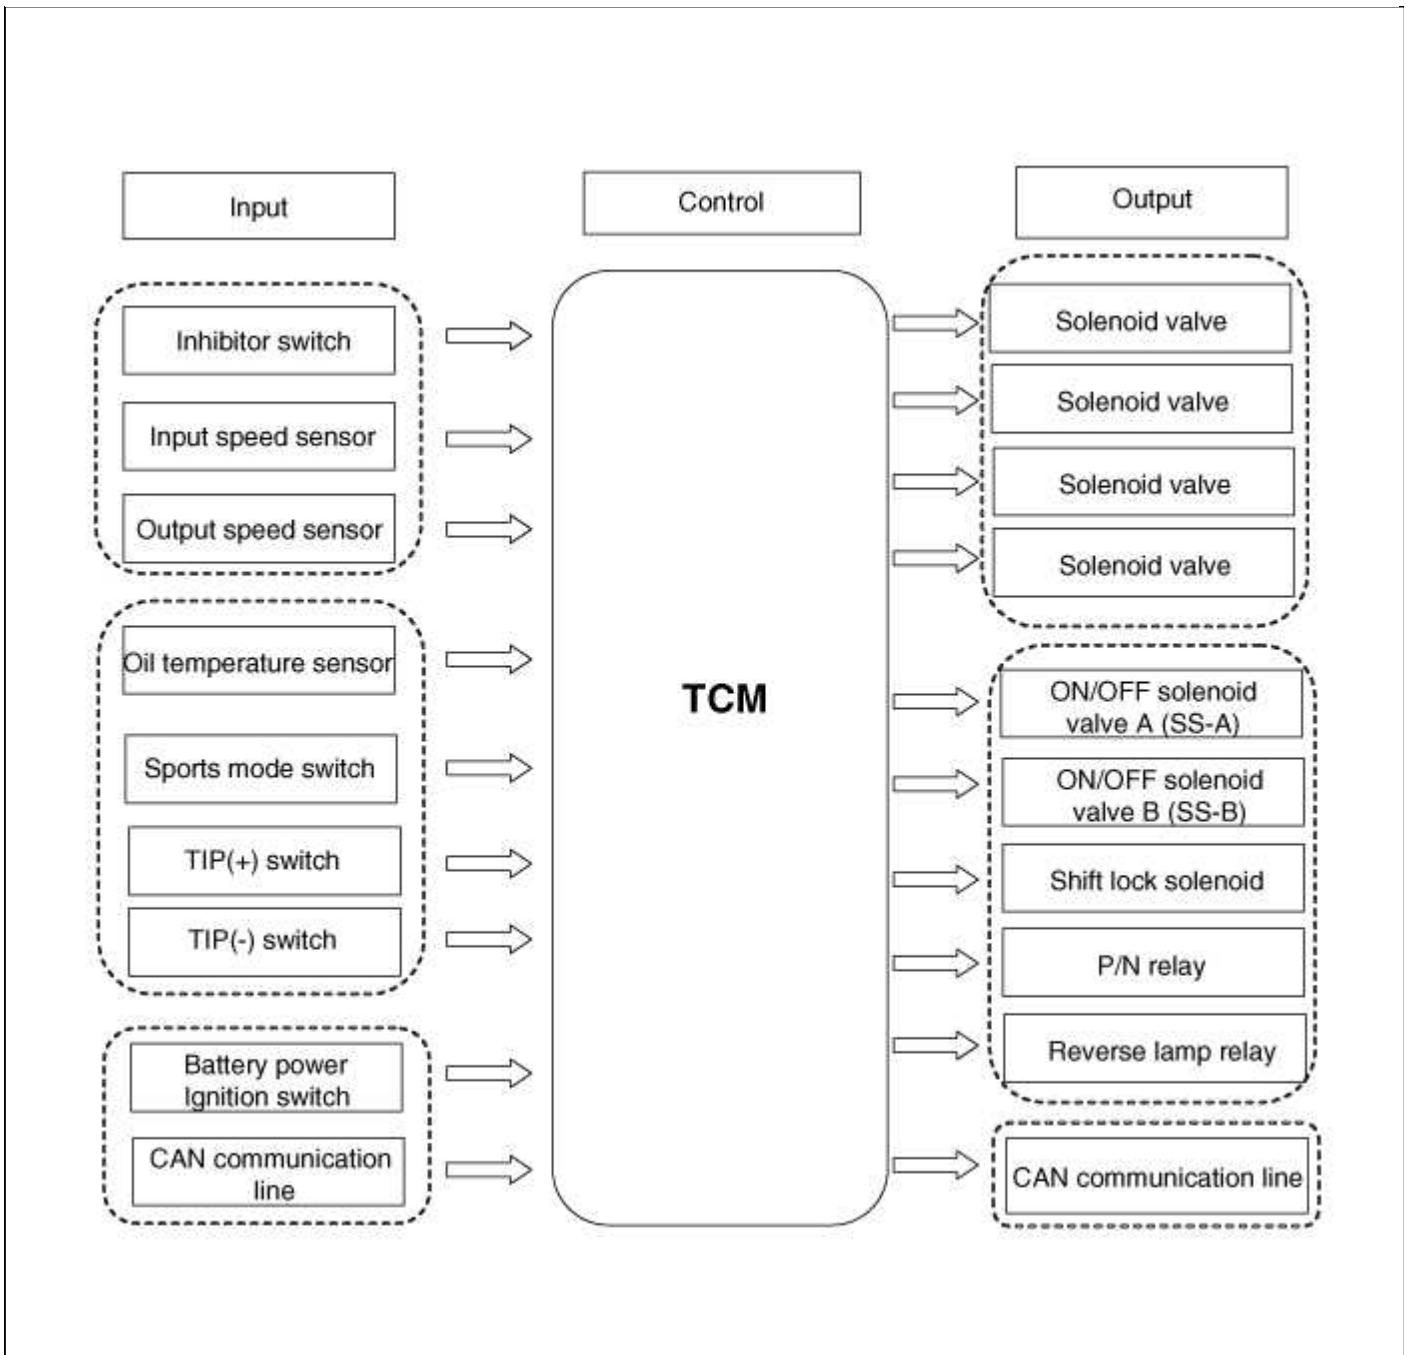 Input
Control
Output
Inhibitor switch
Input speed sensor
Output speed sensor
Oil temperature sensor
Sports mode switch
TIP(+) switch
TIP(-) switch
Battery power
Ignition switch
CAN communication
line
TCM
Solenoid valve
Solenoid valve
Solenoid valve
Solenoid valve
ON/OFF solenoid
valve A (SS-A)
ON/OFF solenoid
valve B (SS-B)
Shift lock solenoid
P/N relay
Reverse lamp relay
CAN communication line